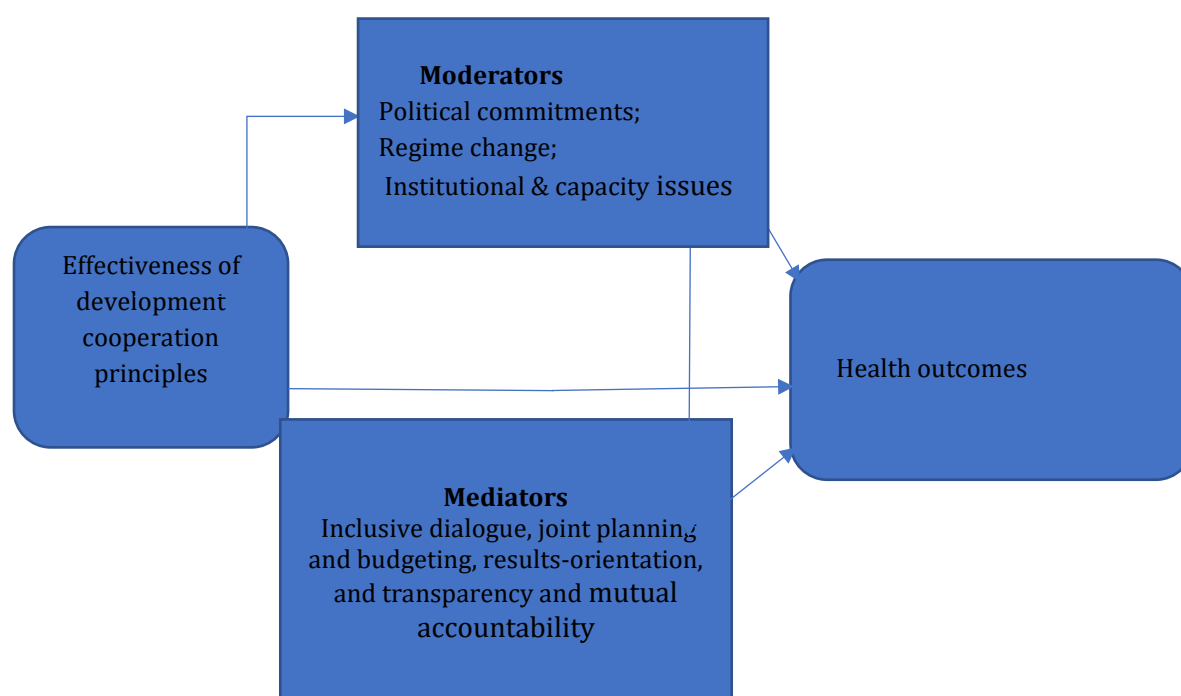 Moderators
Political commitments;
Regime change;
Institutional & capacity issues
Effectiveness of
development
cooperation
principles
Health outcomes
Mediators
Inclusive dialogue, joint planning
and budgeting, results-orientation,
and transparency and mutual
accountability